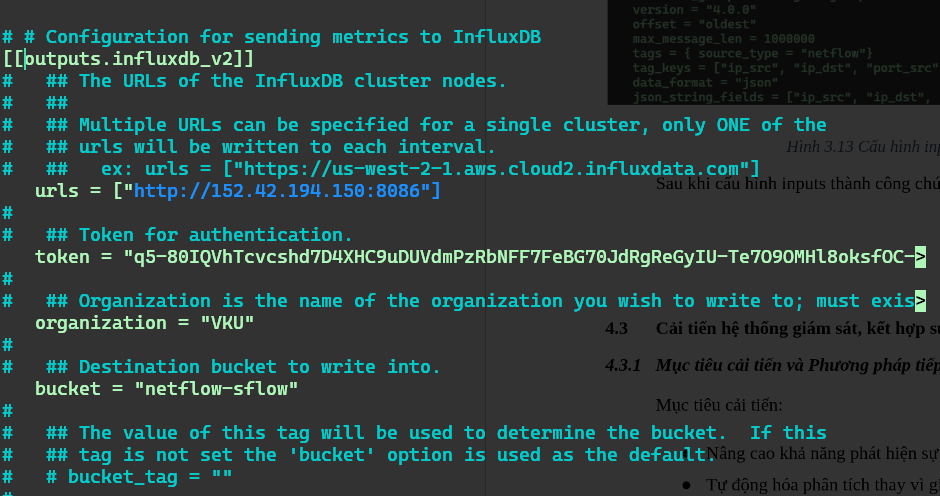 # # Configuration for sending metrics to InfluxDB
[[outputs.influxdb_v2]]
#   ## The URLs of the InfluxDB cluster nodes.
#   ##
#   ## Multiple URLs can be specified for a single cluster, only ONE of the
#   ## urls will be written to each interval.
#   ##   ex: urls = ["https://us-west-2-1.aws.cloud2.influxdata.com"]
urls = ["http://152.42.194.150:8086"]
#
#   ## Token for authentication.
token = "q5-80IQVhTcvcshd7D4XHC9uDUVdmPzRbNFF7FeBG70JdRgReGyIU-Te7O9OMHl8oksfOC->
#
#   ## Organization is the name of the organization you wish to write to; must exis>
organization = "VKU"
#
#   ## Destination bucket to write into.
bucket = "netflow-sflow"
#
#   ## The value of this tag will be used to determine the bucket.  If this
#   ## tag is not set the 'bucket' option is used as the default.
#   # bucket_tag = ""
#
version = "4.0.0"
offset = "oldest"
max_message_len = 1000000
tags = { source_type = "netflow"}
tag_keys = ["ip_src", "ip_dst", "port_src"
data_format = "json"
json_string_fields = ["ip_src", "ip_dst",
Hình 3.13 Cấu hình inp
Sau khi cấu hình inputs thành công chú
4.3 Cải tiến hệ thống giám sát, kết hợp s
4.3.1 Mục tiêu cải tiến và Phương pháp tiếp
Mục tiêu cải tiến:
Nâng cao khả năng phát hiện sự
● Tự động hóa phân tích thay vì g